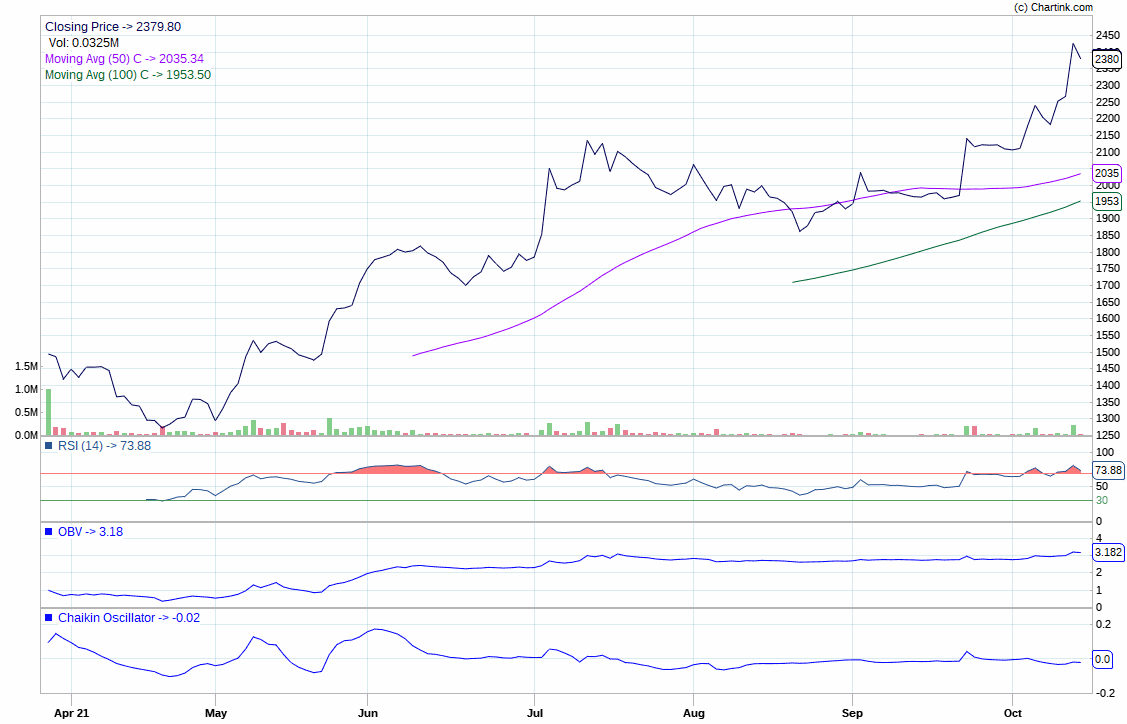 (c) Chartink.com
Closing Price -> 2379.80
Vol: 0.0325M
Moving Avg (50) C -> 2035.34
Moving Avg (100) C -> 1953.50
2450
2380
2350
2300
2250
2200
2150
2100
2035
2000
1953
1900
1850
1800
1750
1700
1650
1600
1550
1500
1450
1400
1350
1300
1250
1.5M
1.0M
0.5M
0.0M
RSI (14) -> 73.88
100
73.88
50
30
0
OBV -> 3.18
4
3.182
2
1
0
Chaikin Oscillator -> -0.02
0.2
0.0
-0.2
Apr 21 May Jun Jul Aug Sep Oct